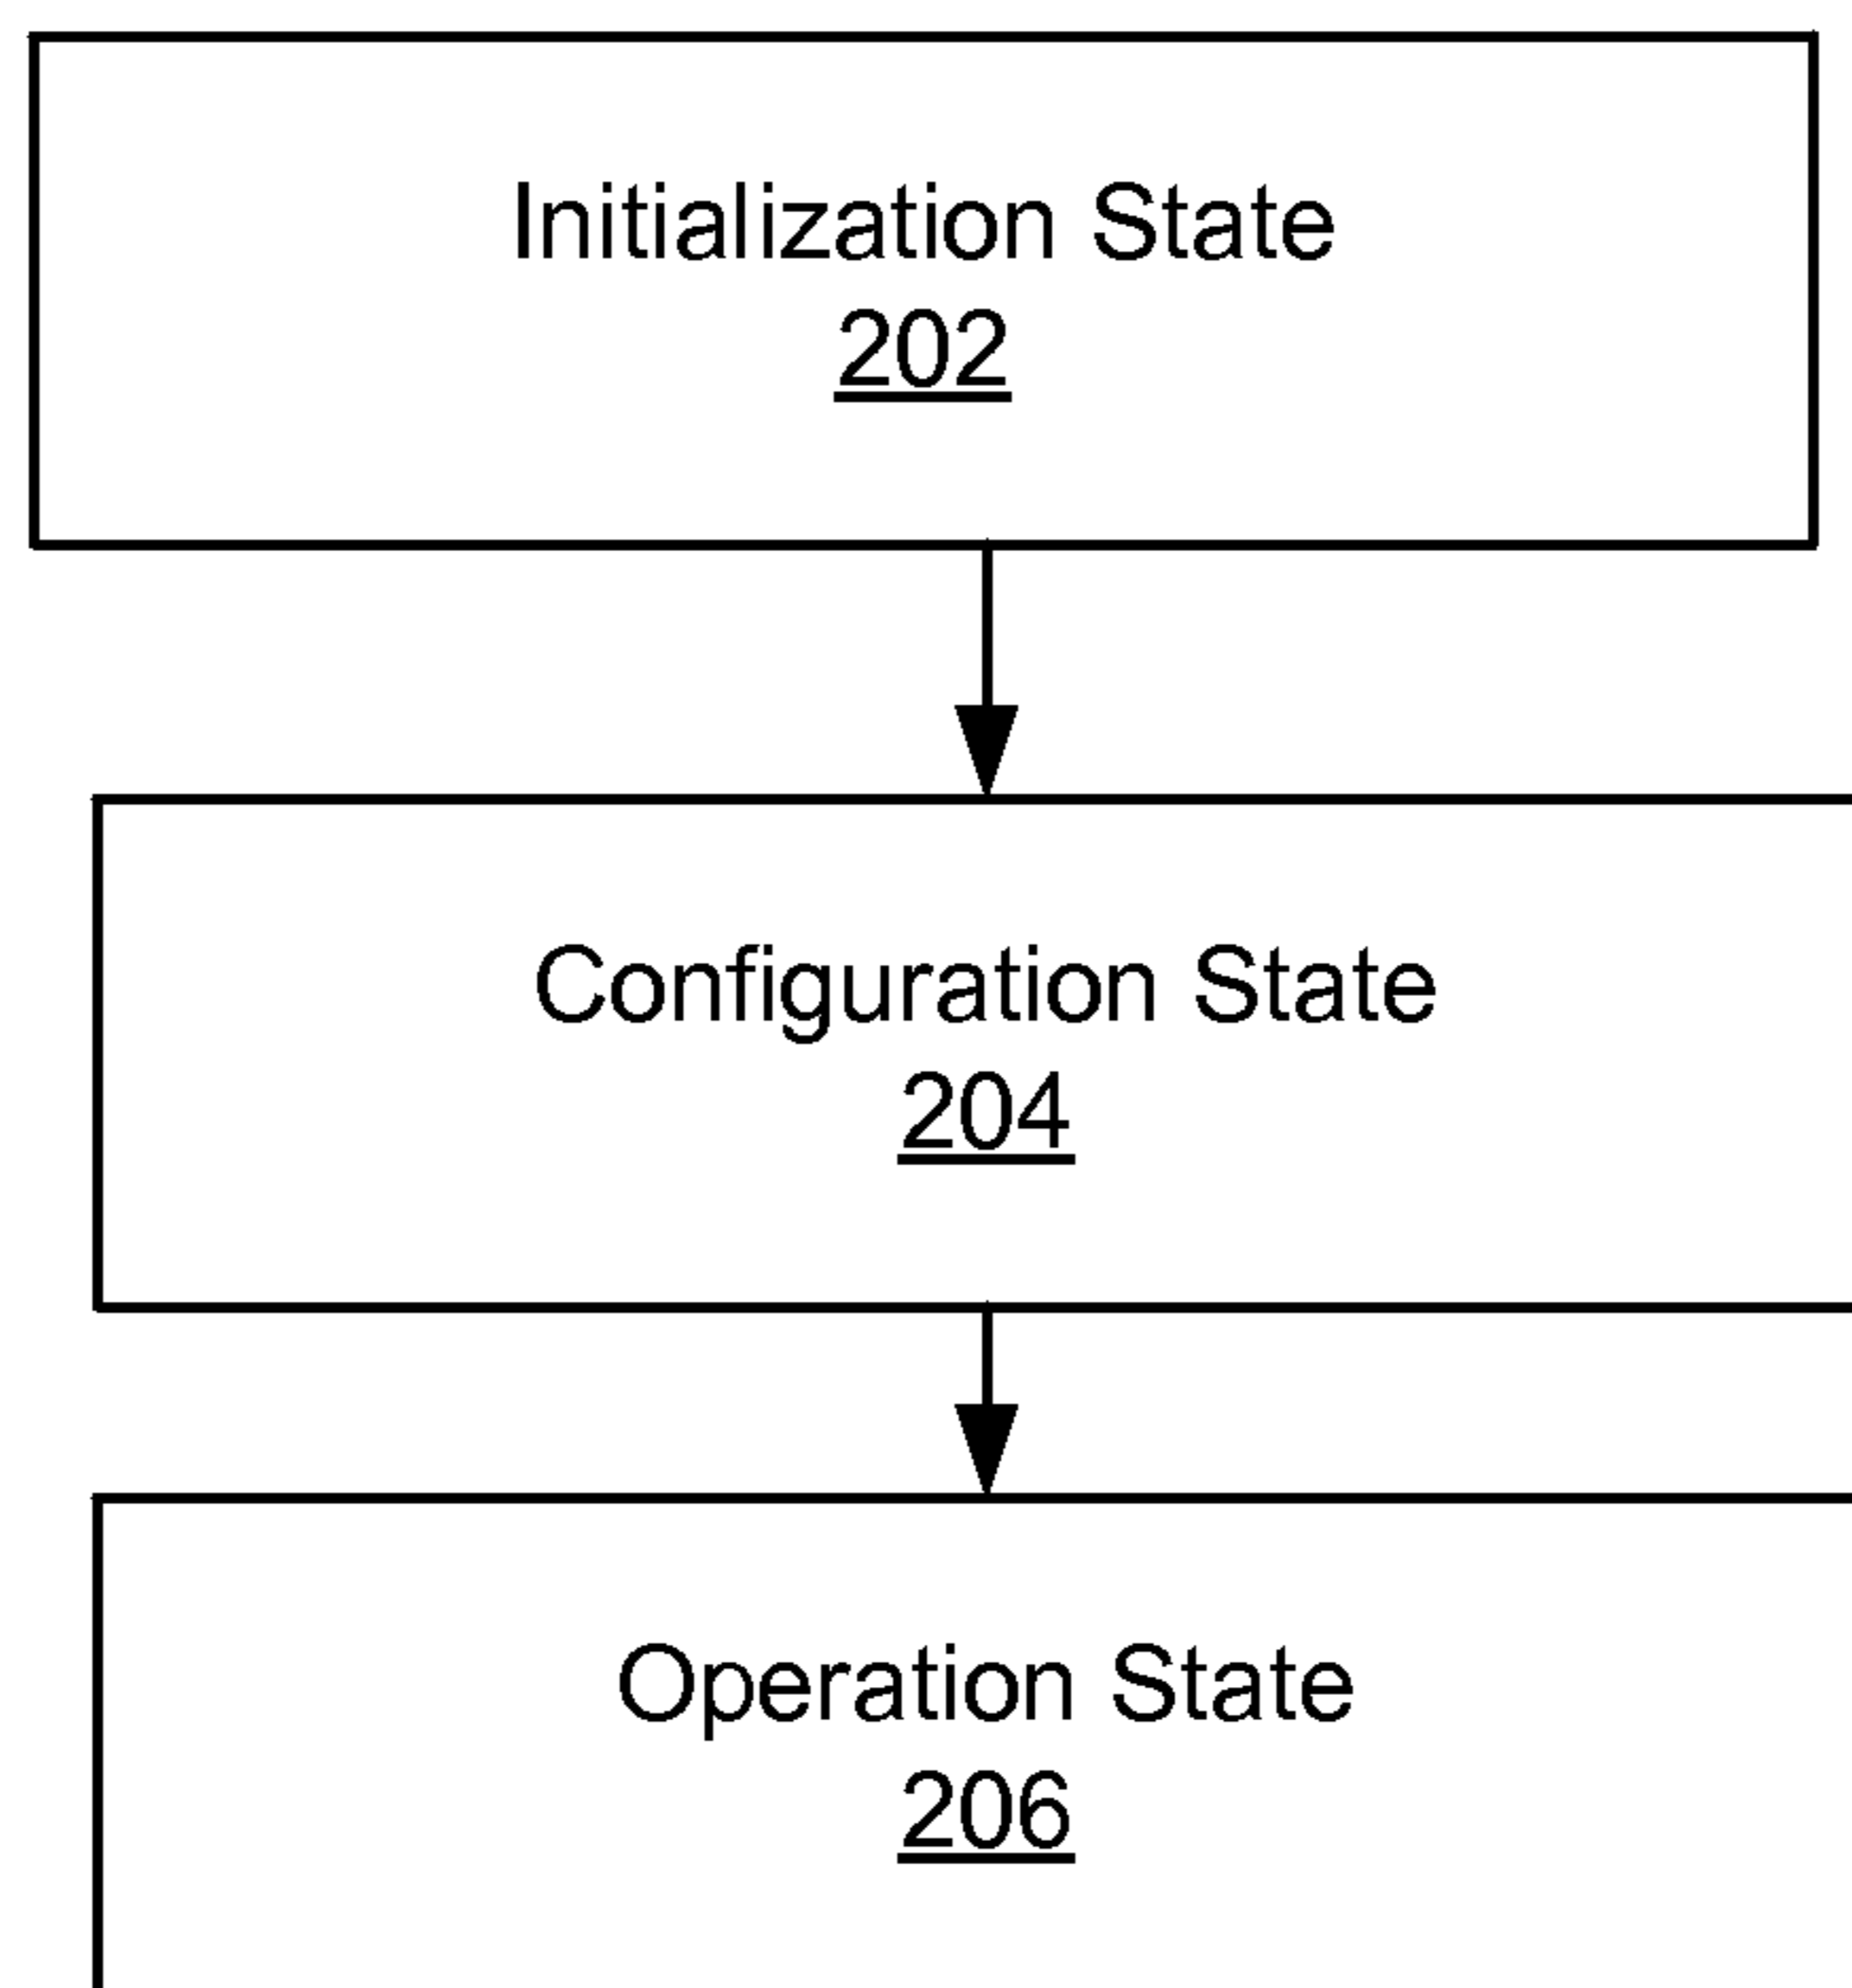 Initialization State
202
Configuration State
204
Operation State
206